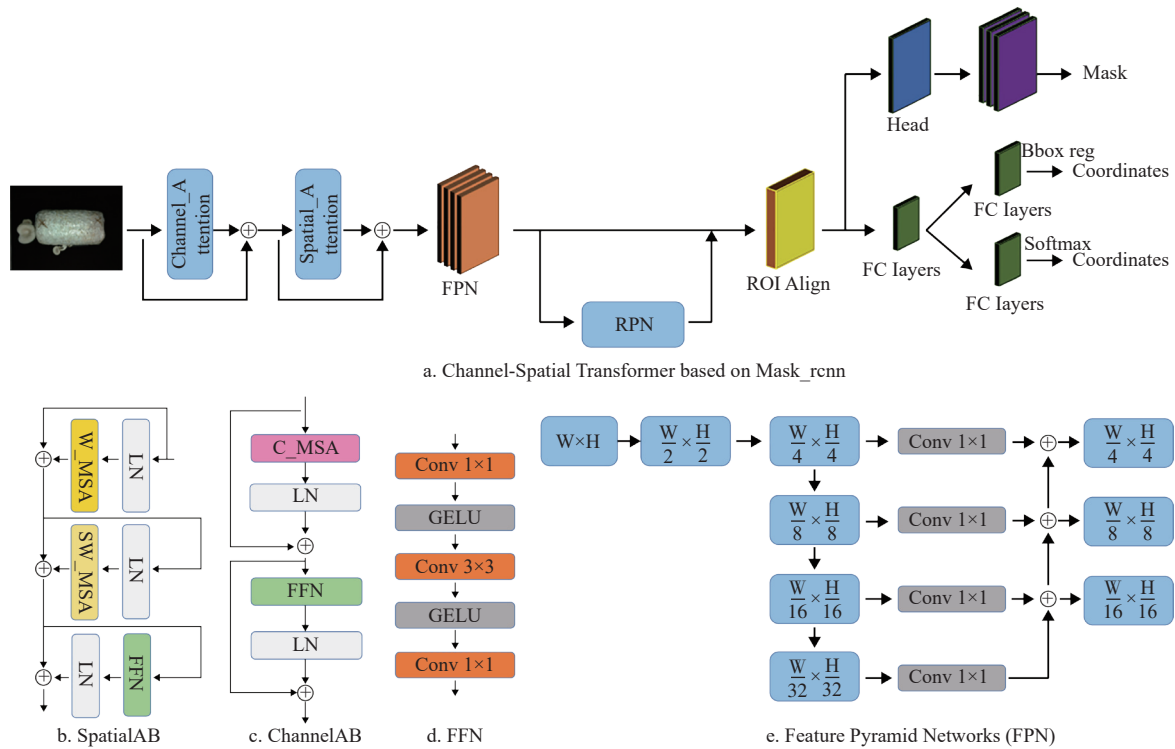 Mask
Head
Bbox reg
Coordinates
FC Iayers
Channel_A
ttention
Spatial_A
ttention
FPN
ROI Align
FC Iayers
Softmax
Coordinates
FC Iayers
RPN
a. Channel-Spatial Transformer based on Mask_rcnn
W_MSA
LN
SW_MSA
LN
LN
FFN
b. SpatialAB
C_MSA
LN
FFN
LN
c. ChannelAB
Conv 1×1
GELU
Conv 3×3
GELU
Conv 1×1
d. FFN
W×H
W/2 × H/2
W/4 × H/4
Conv 1×1
W/4 × H/4
W/8 × H/8
Conv 1×1
W/8 × H/8
W/16 × H/16
Conv 1×1
W/16 × H/16
W/32 × H/32
Conv 1×1
e. Feature Pyramid Networks (FPN)